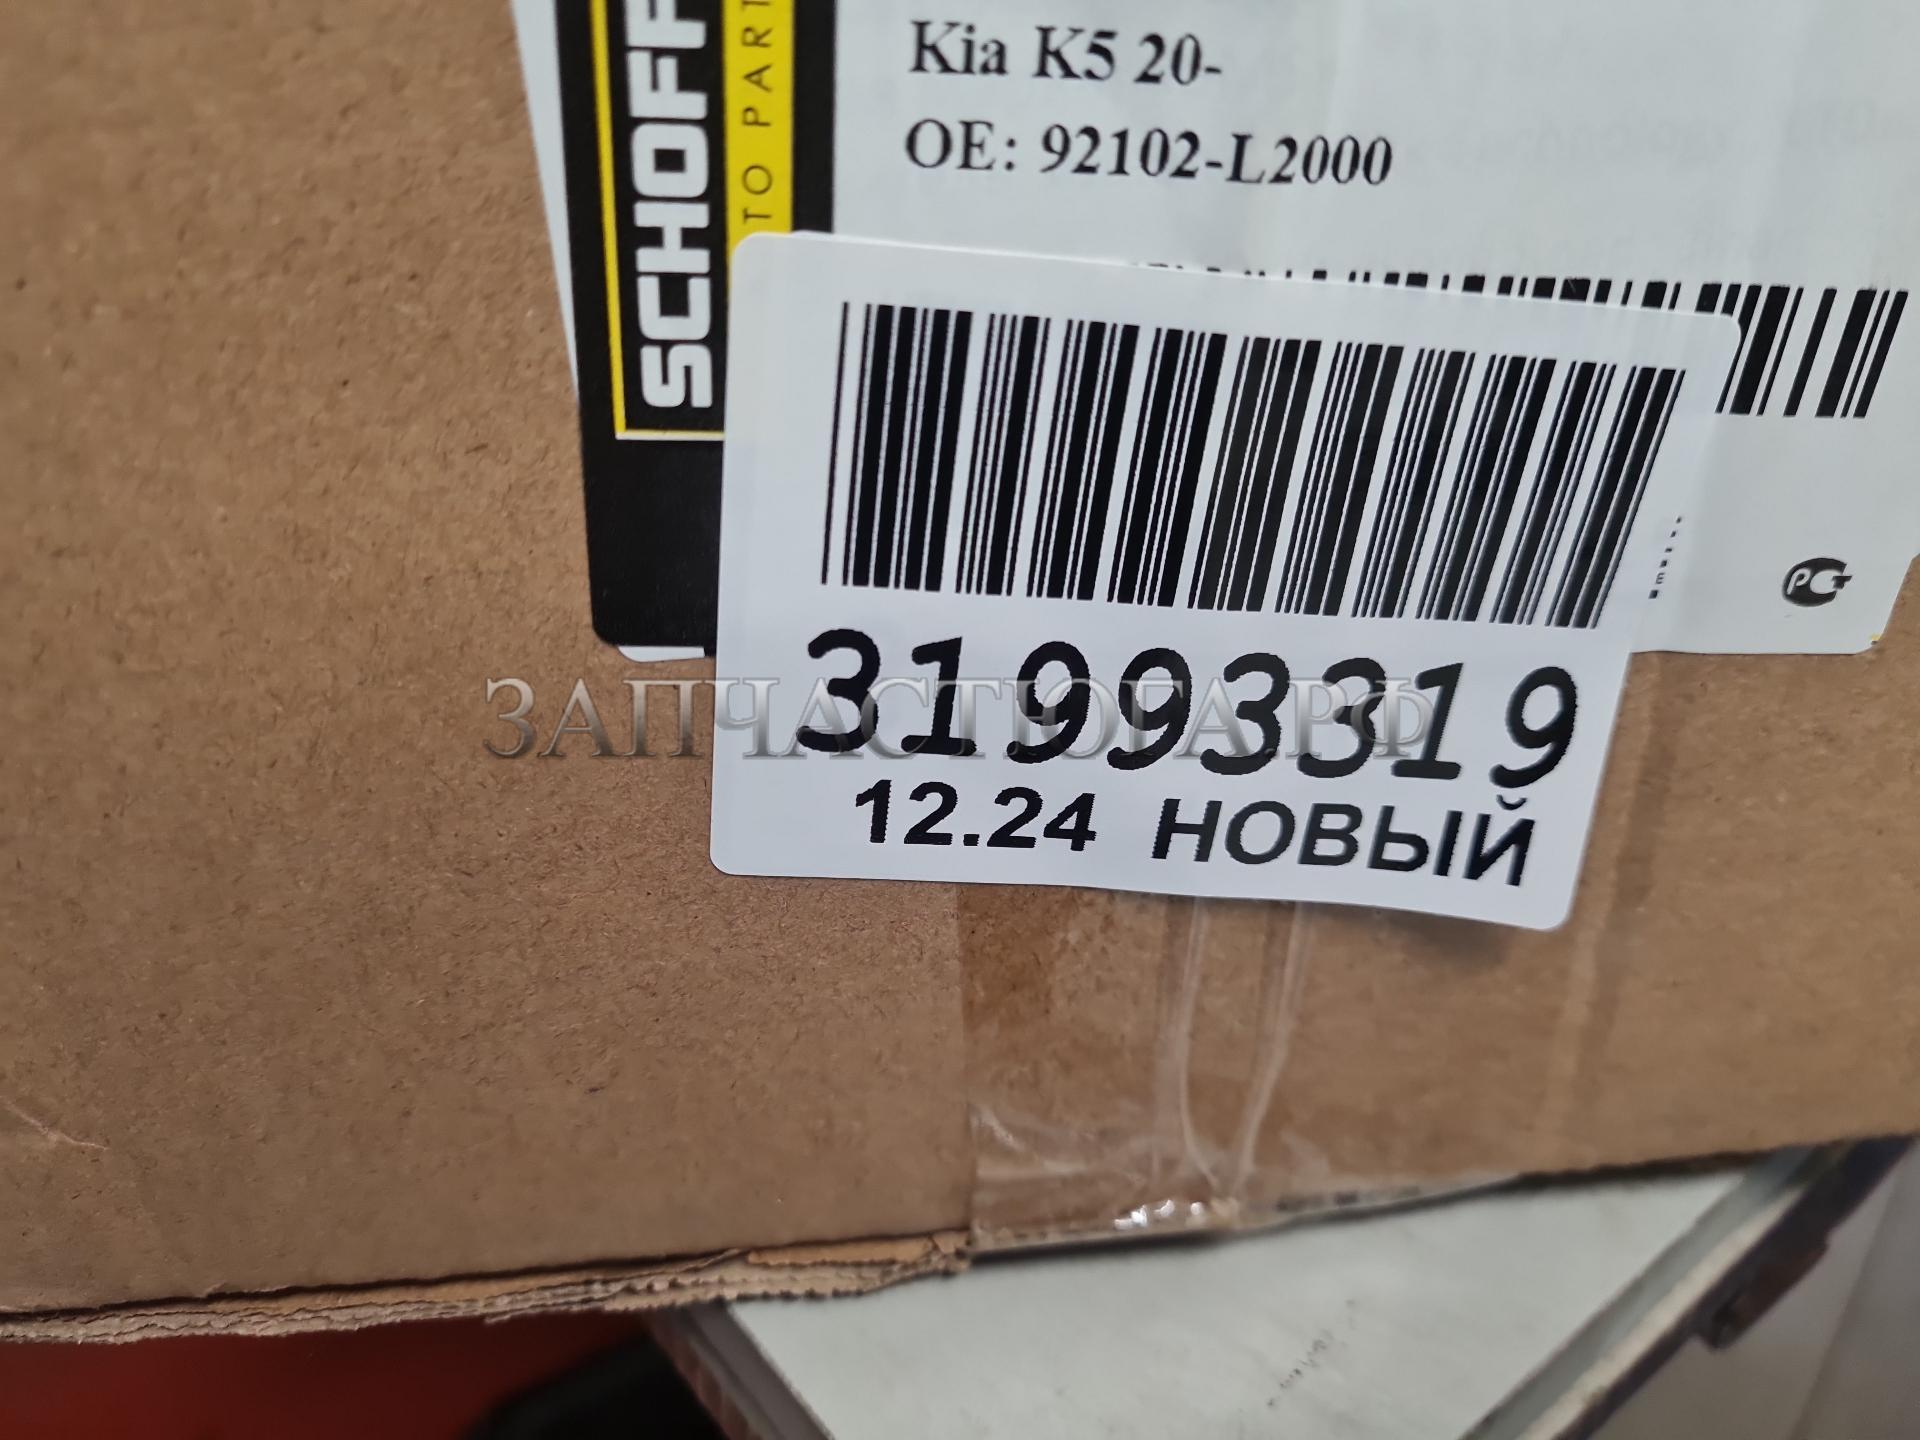 Kia K5 20-
OE: 92102-L2000
SCHOFF
TO PART
31993319
12.24 НОВЫЙ
ЗАПЧАСТЮГА.РФ